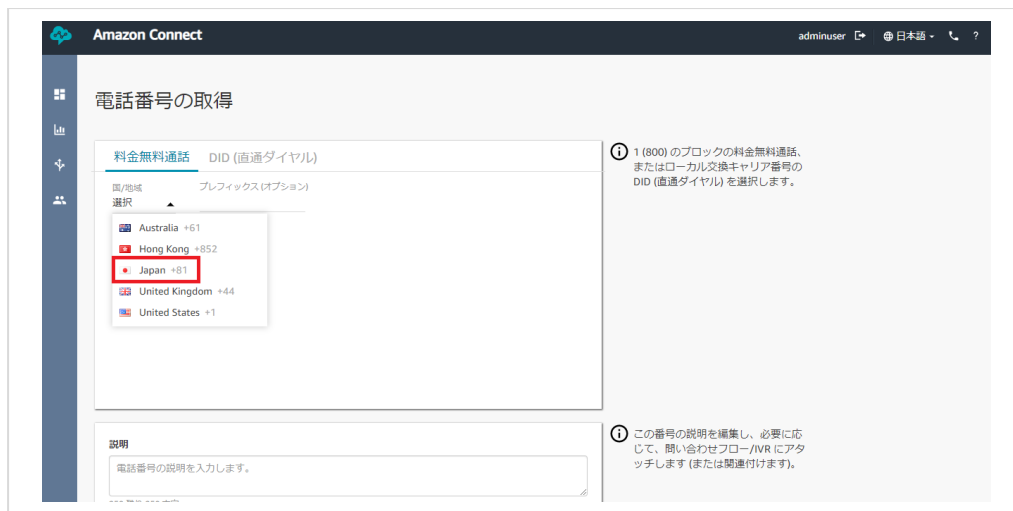 Amazon Connect
adminuser
日本語
?
電話番号の取得
料金無料通話 DID (直通ダイヤル)
国/地域 プレフィックス (オプション)
選択
Australia +61
Hong Kong +852
Japan +81
United Kingdom +44
United States +1
1 (800) のブロックの料金無料通話、
またはローカル交換キャリア番号の
DID (直通ダイヤル) を選択します。
説明
電話番号の説明を入力します。
この番号の説明を編集し、必要に応
じて、問い合わせフロー/IVR にアタ
ッチします (または関連付けます)。